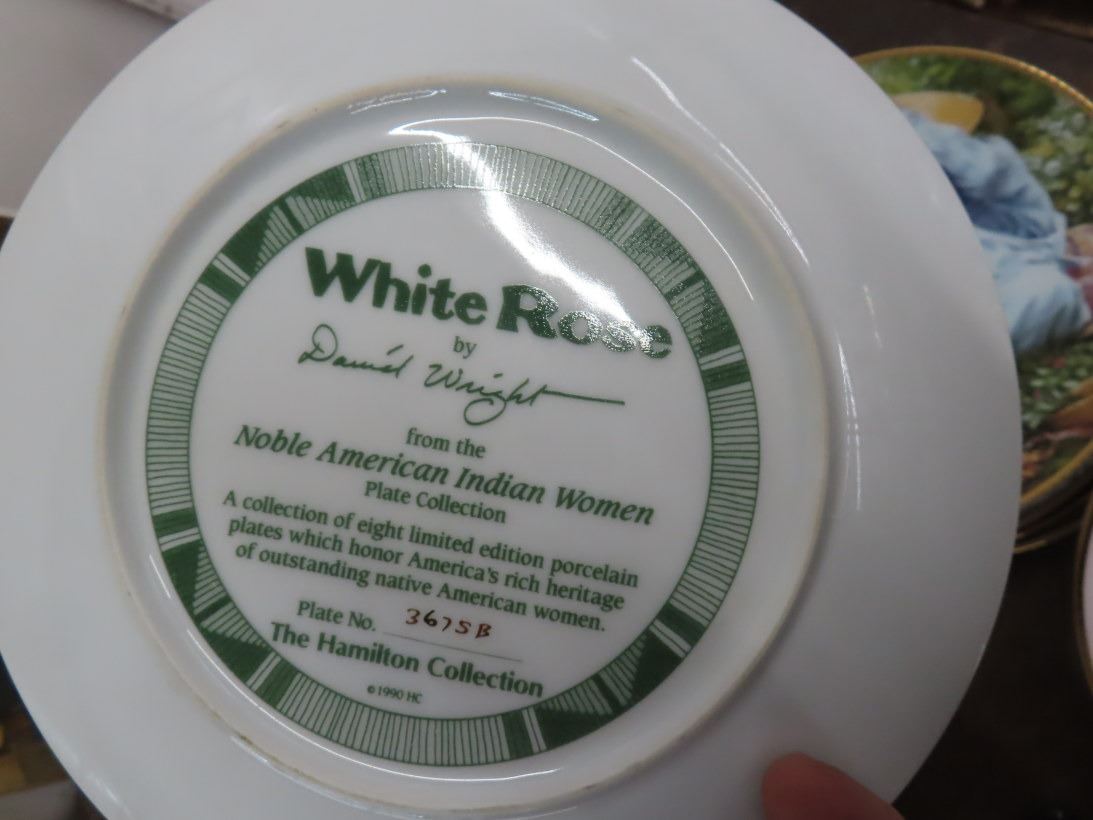 White Rose
by
David Wright
from the
Noble American Indian Women
Plate Collection
A collection of eight limited edition porcelain
plates which honor America's rich heritage
of outstanding native American women.
Plate No. 3675B
The Hamilton Collection
©1990 HC